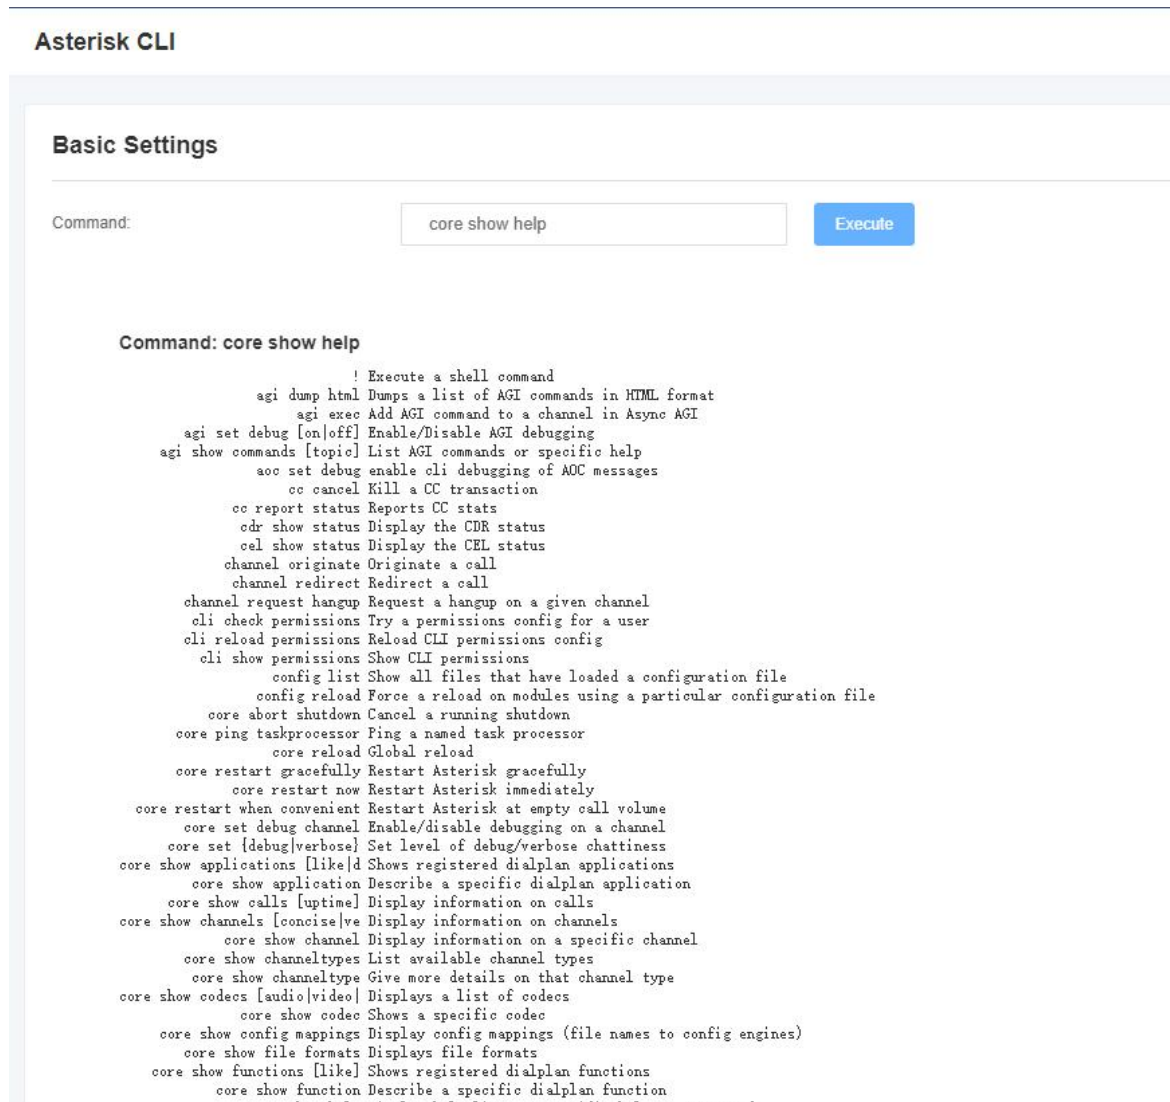 Asterisk CLI
Basic Settings
Command: core show help Execute
Command: core show help
! Execute a shell command
agi dump html Dumps a list of AGI commands in HTML format
agi exec Add AGI command to a channel in Async AGI
agi set debug [on|off] Enable/Disable AGI debugging
agi show commands [topic] List AGI commands or specific help
aoc set debug enable cli debugging of AOC messages
cc cancel Kill a CC transaction
cc report status Reports CC stats
cdr show status Display the CDR status
cel show status Display the CEL status
channel originate Originate a call
channel redirect Redirect a call
channel request hangup Request a hangup on a given channel
cli check permissions Try a permissions config for a user
cli reload permissions Reload CLI permissions config
cli show permissions Show CLI permissions
config list Show all files that have loaded a configuration file
config reload Force a reload on modules using a particular configuration file
core abort shutdown Cancel a running shutdown
core ping taskprocessor Ping a named task processor
core reload Global reload
core restart gracefully Restart Asterisk gracefully
core restart now Restart Asterisk immediately
core restart when convenient Restart Asterisk at empty call volume
core set debug channel Enable/disable debugging on a channel
core set {debug|verbose} Set level of debug/verbose chattiness
core show applications [like|d Shows registered dialplan applications
core show application Describe a specific dialplan application
core show calls [uptime] Display information on calls
core show channels [concise|ve Display information on channels
core show channel Display information on a specific channel
core show channeltypes List available channel types
core show channeltype Give more details on that channel type
core show codecs [audio|video| Displays a list of codecs
core show codec Shows a specific codec
core show config mappings Display config mappings (file names to config engines)
core show file formats Displays file formats
core show functions [like] Shows registered dialplan functions
core show function Describe a specific dialplan function